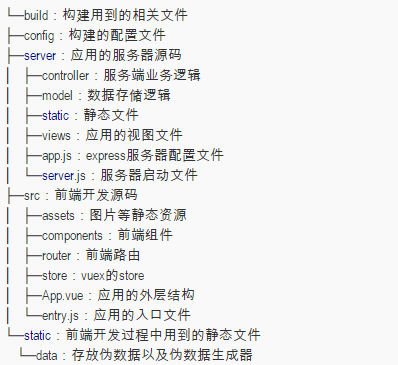 └─build : 构建用到的相关文件
├─config : 构建的配置文件
├─server : 应用的服务器源码
│  ├─controller : 服务端业务逻辑
│  ├─model : 数据存储逻辑
│  ├─static : 静态文件
│  ├─views : 应用的视图文件
│  ├─app.js : express服务器配置文件
│  └─server.js : 服务器启动文件
├─src : 前端开发源码
│  ├─assets : 图片等静态资源
│  ├─components : 前端组件
│  ├─router : 前端路由
│  ├─store : vuex的store
│  ├─App.vue : 应用的外层结构
│  └─entry.js : 应用的入口文件
└─static : 前端开发过程中用到的静态文件
  └─data : 存放伪数据以及伪数据生成器